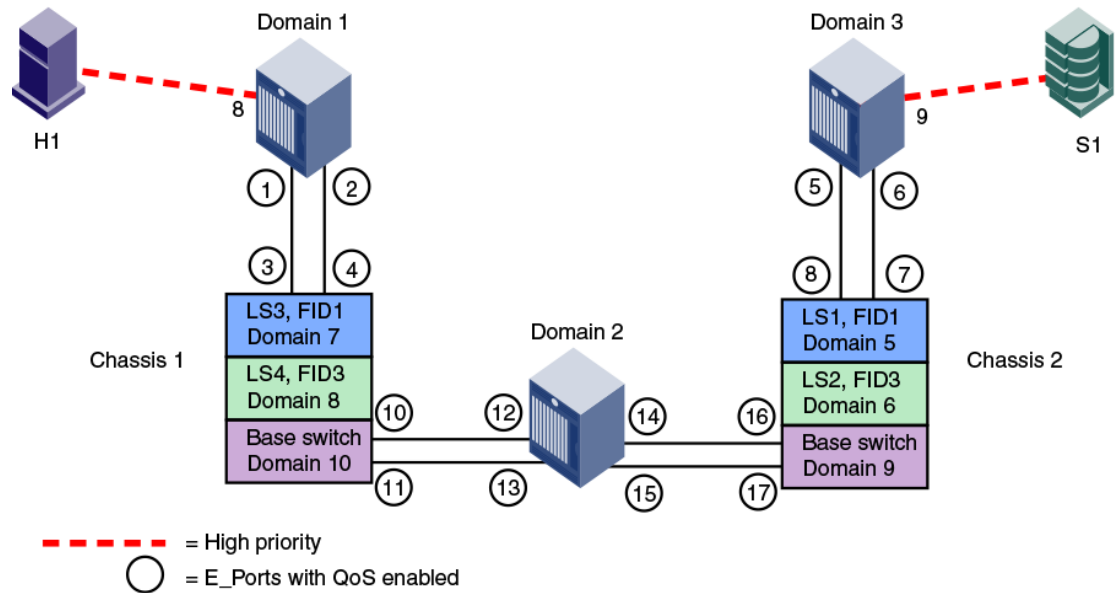 Domain 1
Domain 3
8
9
H1
S1
1
2
5
6
3
4
8
7
LS3, FID1
Domain 7
LS1, FID1
Domain 5
Domain 2
Chassis 1
Chassis 2
LS4, FID3
Domain 8
LS2, FID3
Domain 6
10
12
14
16
Base switch
Domain 10
Base switch
Domain 9
11
13
15
17
= High priority
= E_Ports with QoS enabled